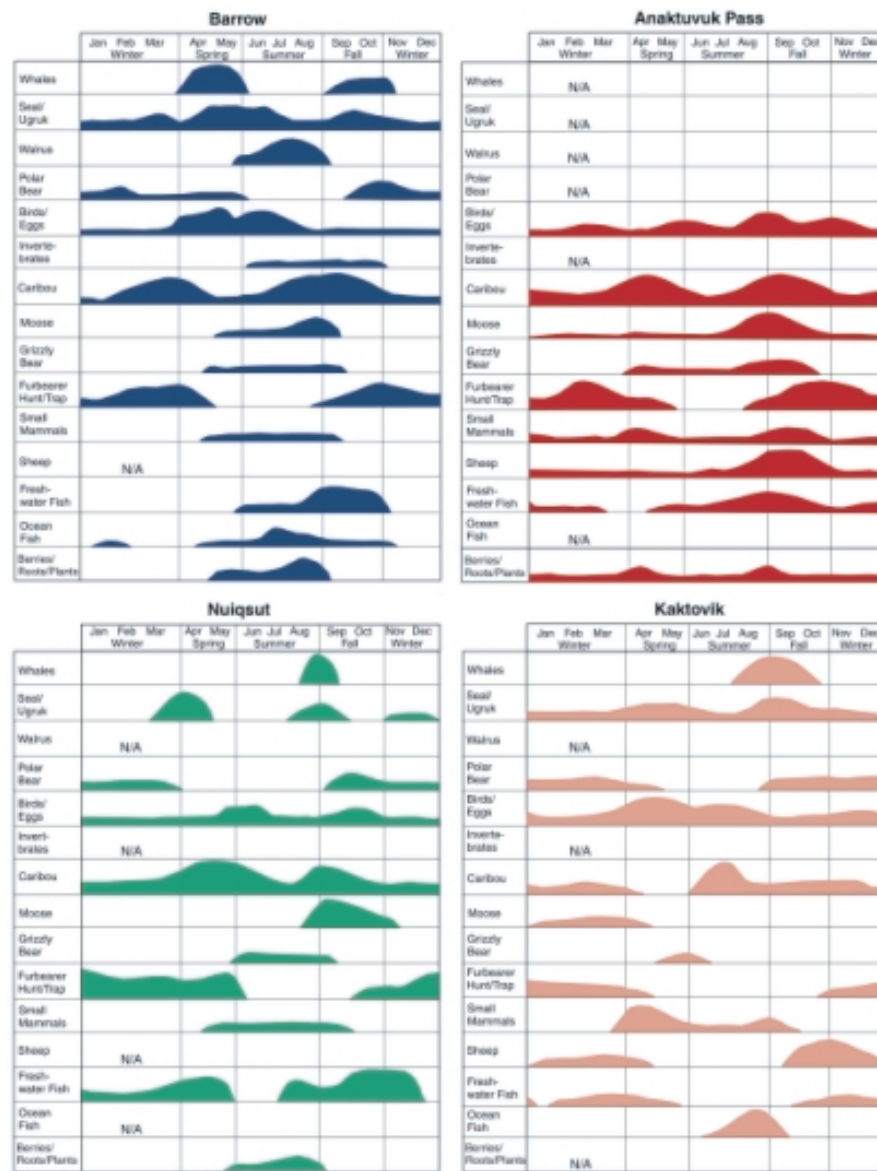 Barrow
Jan Feb Mar Apr May Jun Jul Aug Sep Oct Nov Dec
Winter Spring Summer Fall Winter
Whales
Seal/
Ugruk
Walrus
Polar
Bear
Birds/
Eggs
Inverte-
brates
Caribou
Moose
Grizzly
Bear
Furbearer
Hunt/Trap
Small
Mammals
Sheep N/A
Fresh-
water Fish
Ocean
Fish
Berries/
Roots/Plants
Anaktuvuk Pass
Jan Feb Mar Apr May Jun Jul Aug Sep Oct Nov Dec
Winter Spring Summer Fall Winter
Whales N/A
Seal/
Ugruk N/A
Walrus N/A
Polar
Bear N/A
Birds/
Eggs
Inverte-
brates N/A
Caribou
Moose
Grizzly
Bear
Furbearer
Hunt/Trap
Small
Mammals
Sheep
Fresh-
water Fish
Ocean
Fish N/A
Berries/
Roots/Plants
Nuiqsut
Jan Feb Mar Apr May Jun Jul Aug Sep Oct Nov Dec
Winter Spring Summer Fall Winter
Whales
Seal/
Ugruk
Walrus N/A
Polar
Bear
Birds/
Eggs
Invert-
brates N/A
Caribou
Moose
Grizzly
Bear
Furbearer
Hunt/Trap
Small
Mammals
Sheep N/A
Fresh-
water Fish
Ocean
Fish N/A
Berries/
Roots/Plants
Kaktovik
Jan Feb Mar Apr May Jun Jul Aug Sep Oct Nov Dec
Winter Spring Summer Fall Winter
Whales
Seal/
Ugruk
Walrus N/A
Polar
Bear
Birds/
Eggs
Inverte-
brates N/A
Caribou
Moose
Grizzly
Bear
Furbearer
Hunt/Trap
Small
Mammals
Sheep
Fresh-
water Fish
Ocean
Fish
Berries/
Roots/Plants N/A